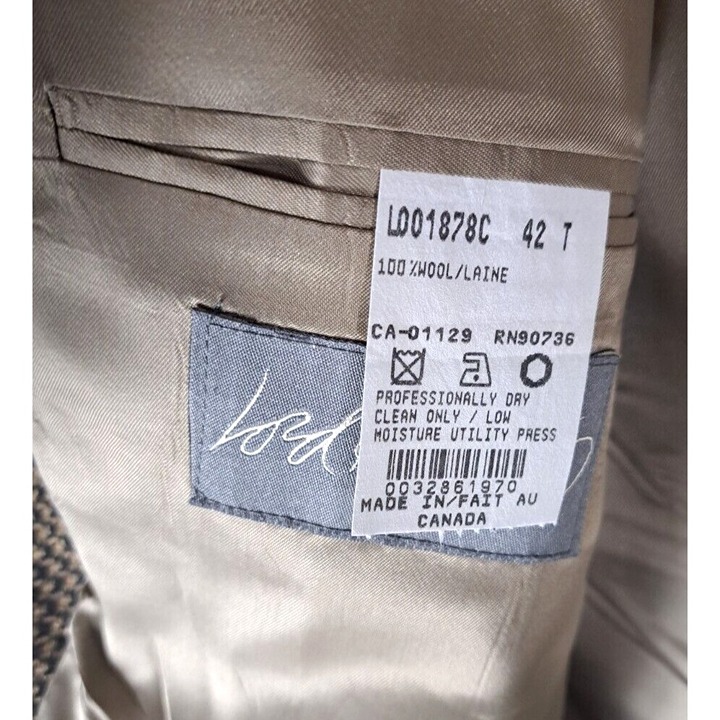 L001878C 42 T
100%WOOL/LAINE
CA-01129 RN90736
PROFESSIONALLY DRY
CLEAN ONLY / LOW
MOISTURE UTILITY PRESS
0032861970
MADE IN/FAIT AU
CANADA